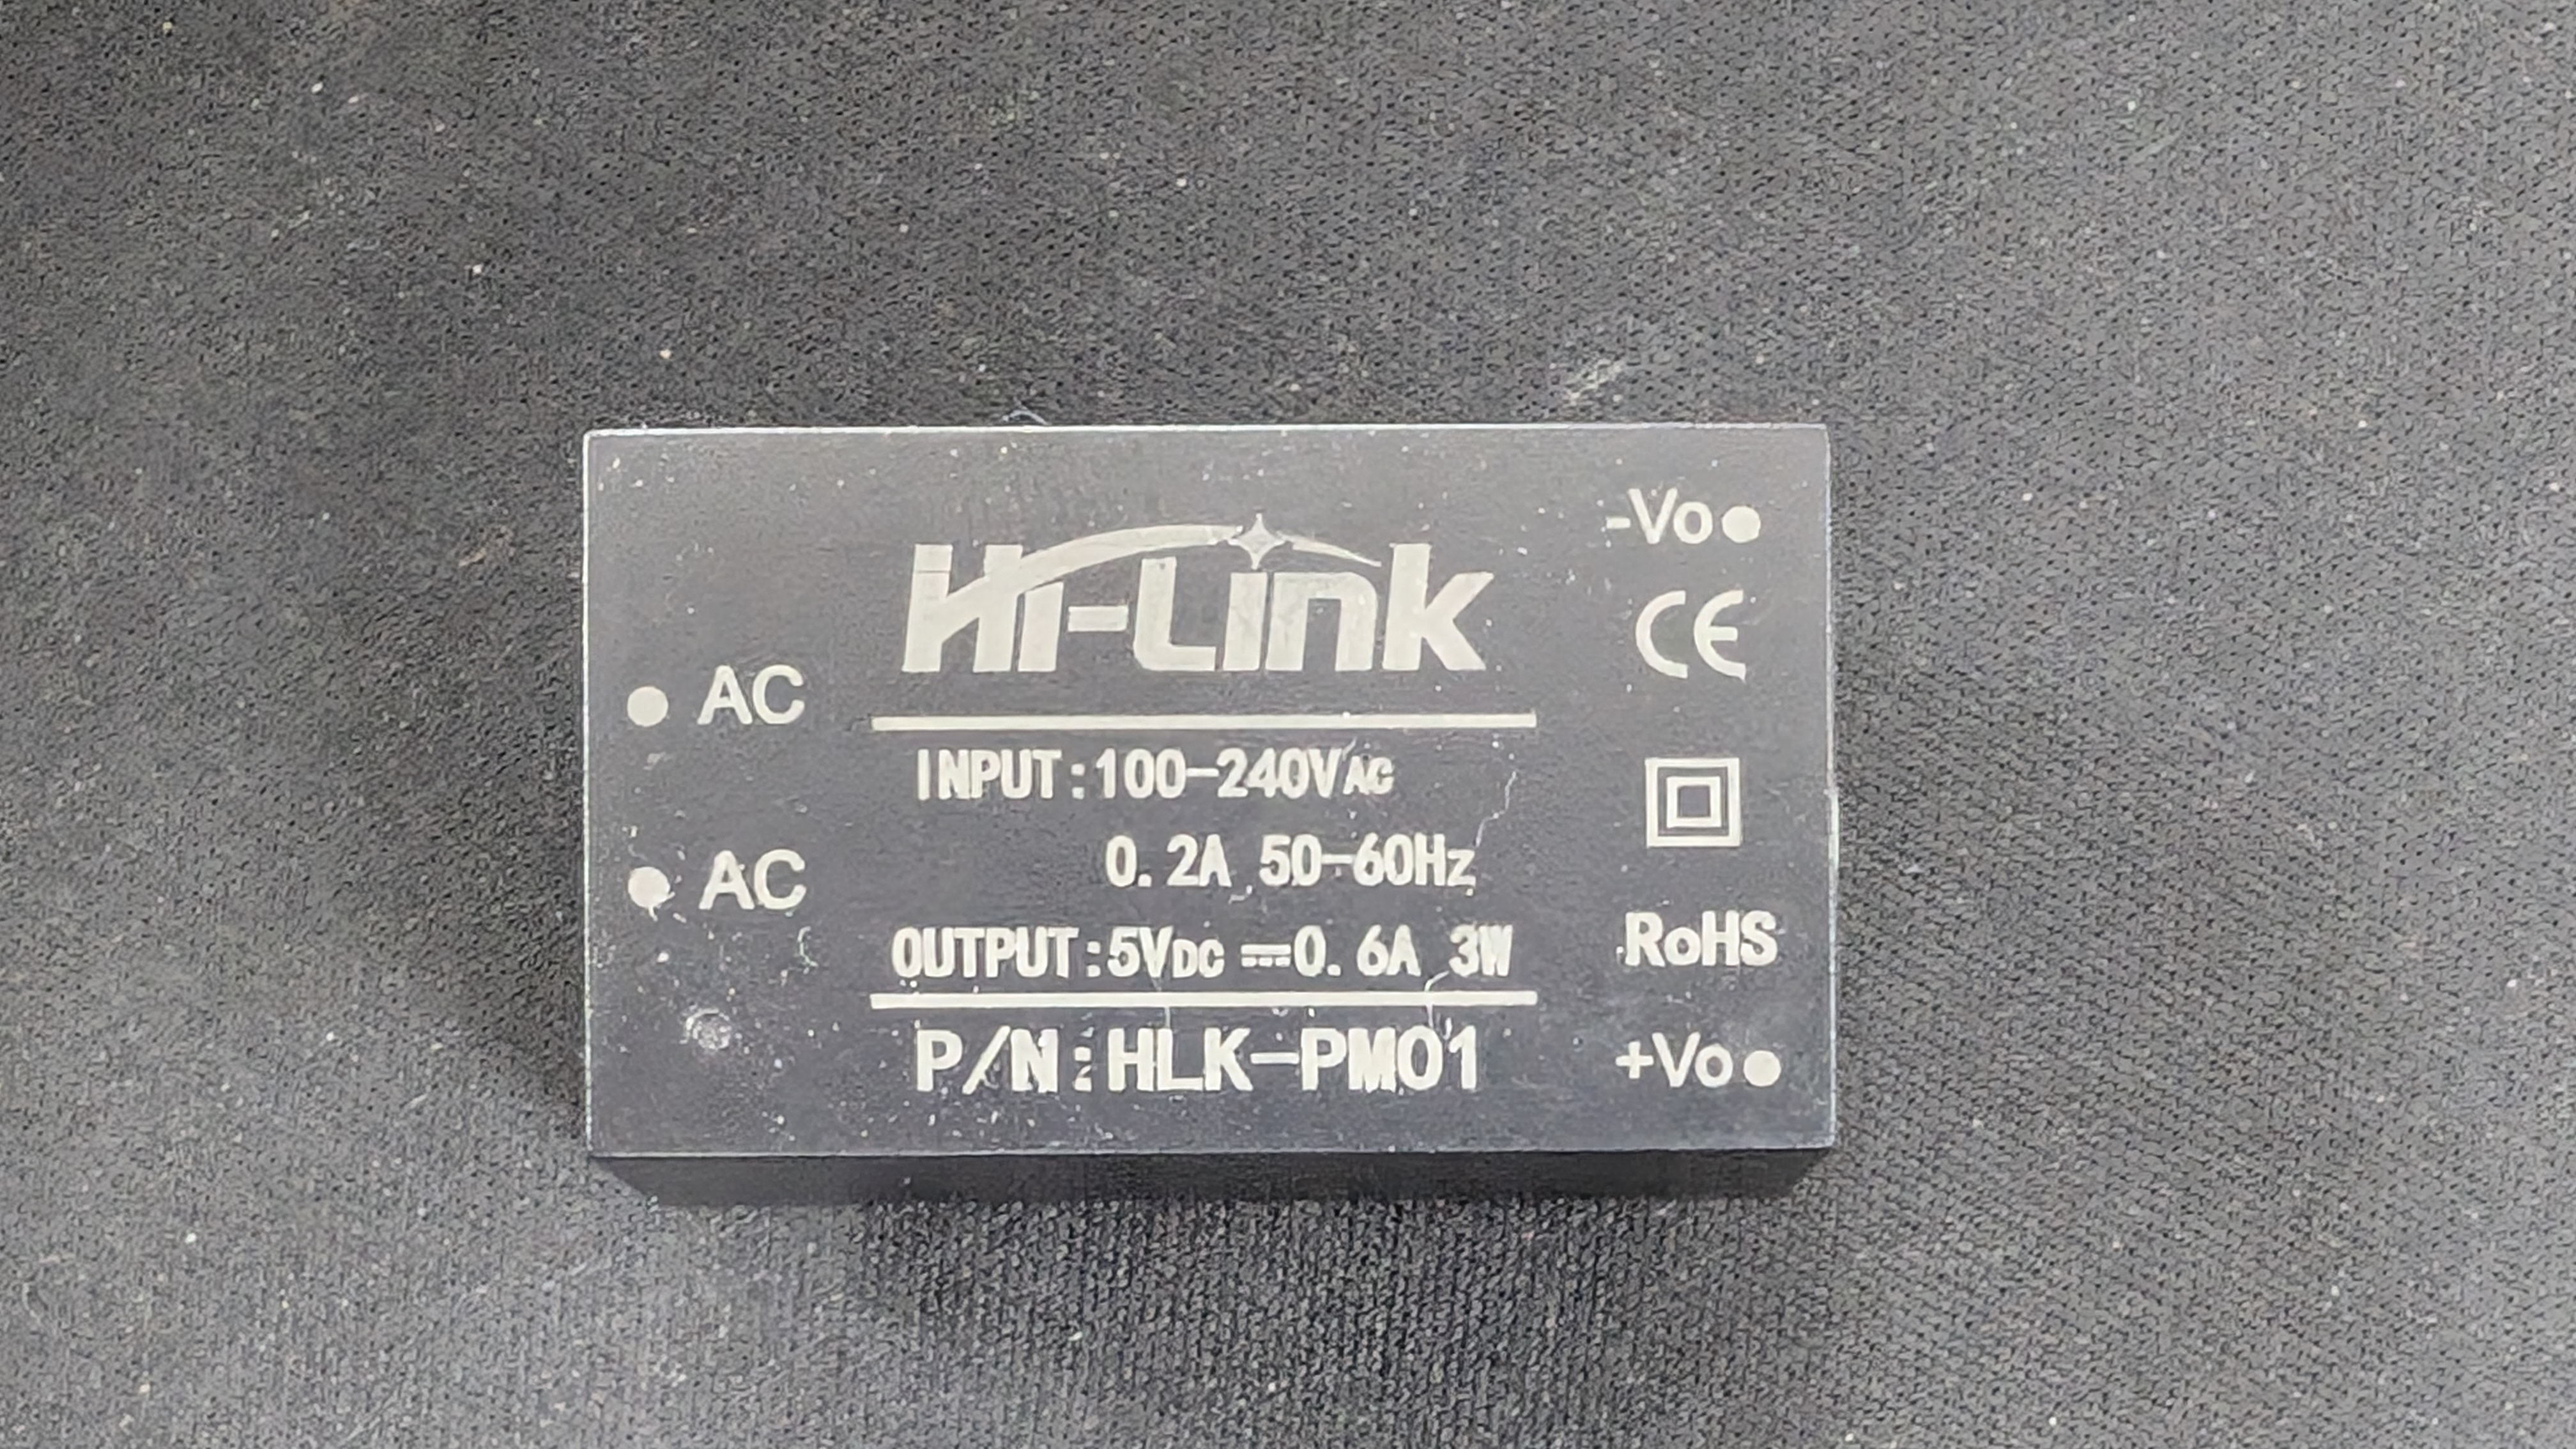 Hi-Link
-Vo
CE
AC
INPUT:100-240VAC
0.2A 50-60Hz
AC
OUTPUT:5VDC ⎓0.6A 3W
RoHS
P/N:HLK-PM01
+Vo